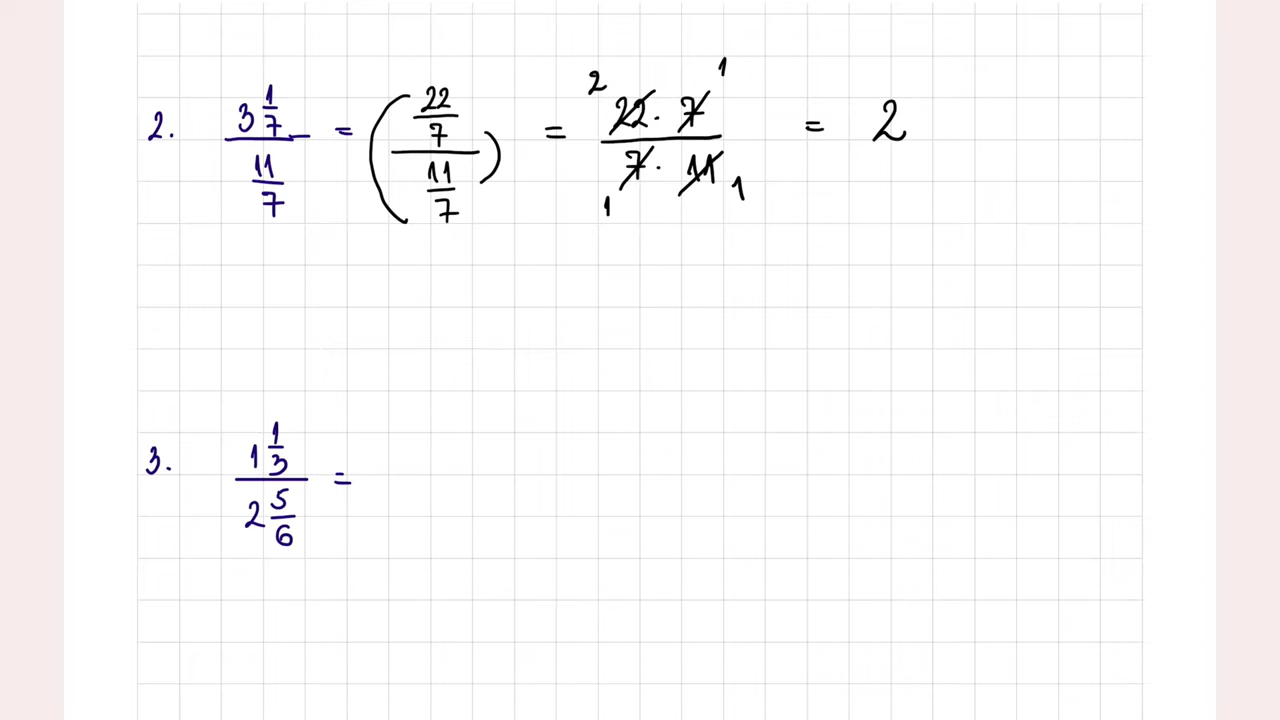 2. (3 1/7)/(11/7) = ((22/7)/(11/7)) = (22 · 7)/(7 · 11) = 2
2 1
1 1
3. (1 1/3)/(2 5/6) =